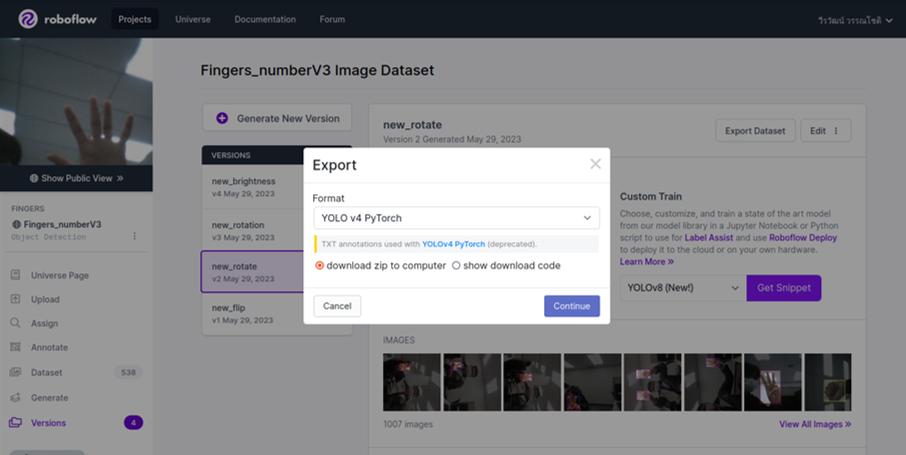 roboflow
Projects
Universe
Documentation
Forum
วีรวัฒน์ วรรณโชติ
Show Public View »
FINGERS
Fingers_numberV3
Object Detection
Universe Page
Upload
Assign
Annotate
Dataset 538
Generate
Versions 4
Fingers_numberV3 Image Dataset
Generate New Version
VERSIONS
new_brightness
v4 May 29, 2023
new_rotation
v3 May 29, 2023
new_rotate
v2 May 29, 2023
new_flip
v1 May 29, 2023
new_rotate
Version 2 Generated May 29, 2023
Export Dataset
Edit
Export
Format
YOLO v4 PyTorch
TXT annotations used with YOLOv4 PyTorch (deprecated).
download zip to computer
show download code
Cancel
Continue
Custom Train
Choose, customize, and train a state of the art model
from our model library in a Jupyter Notebook or Python
script to use for Label Assist and use Roboflow Deploy
to deploy it to the cloud or on your own hardware.
Learn More »
YOLOv8 (New!)
Get Snippet
IMAGES
1007 images
View All Images »